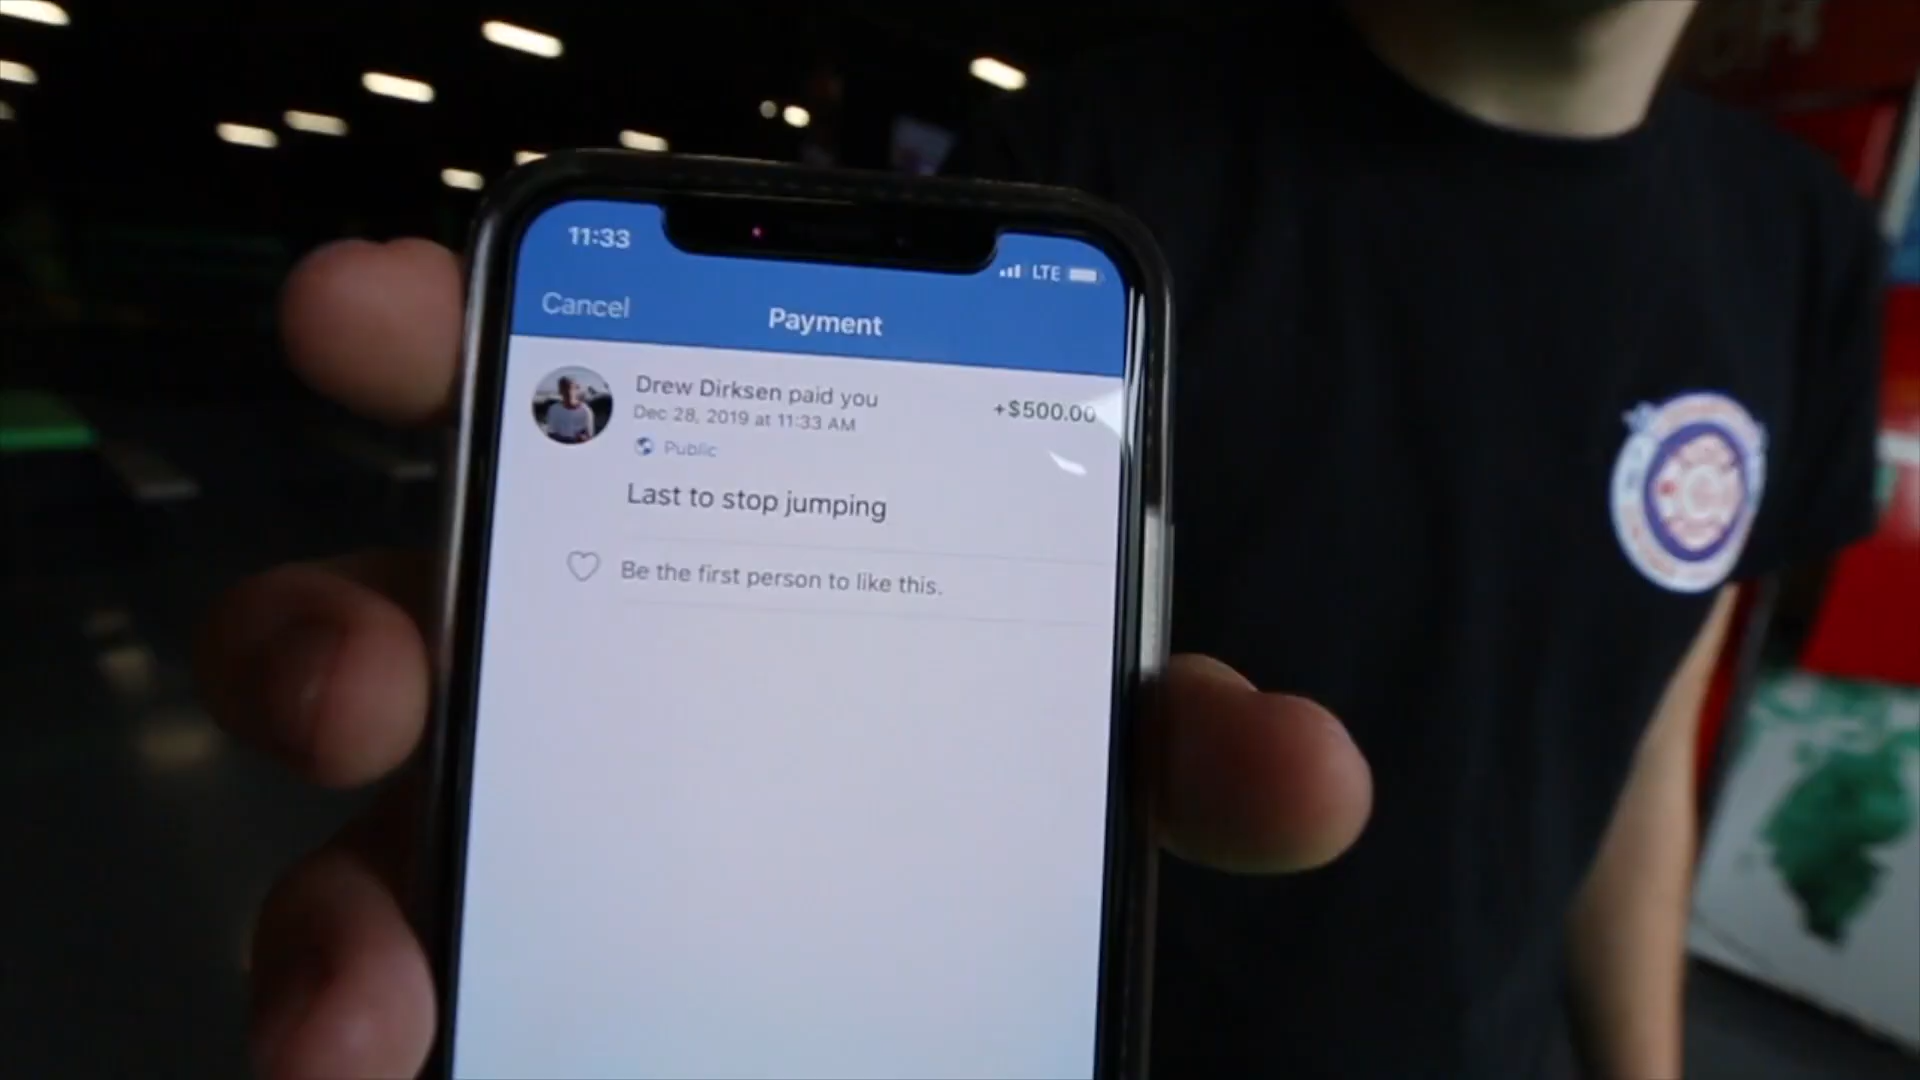 11:33
LTE
Cancel
Payment
Drew Dirksen paid you
+$500.00
Dec 28, 2019 at 11:33 AM
Public
Last to stop jumping
Be the first person to like this.